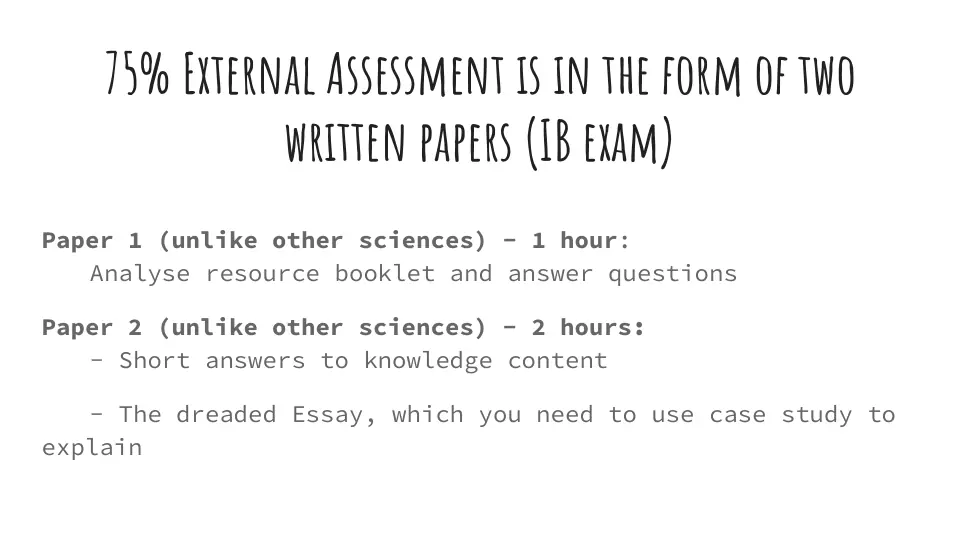 75% External Assessment is in the form of two
written papers (IB exam)
Paper 1 (unlike other sciences) - 1 hour:
Analyse resource booklet and answer questions
Paper 2 (unlike other sciences) - 2 hours:
- Short answers to knowledge content
- The dreaded Essay, which you need to use case study to
explain